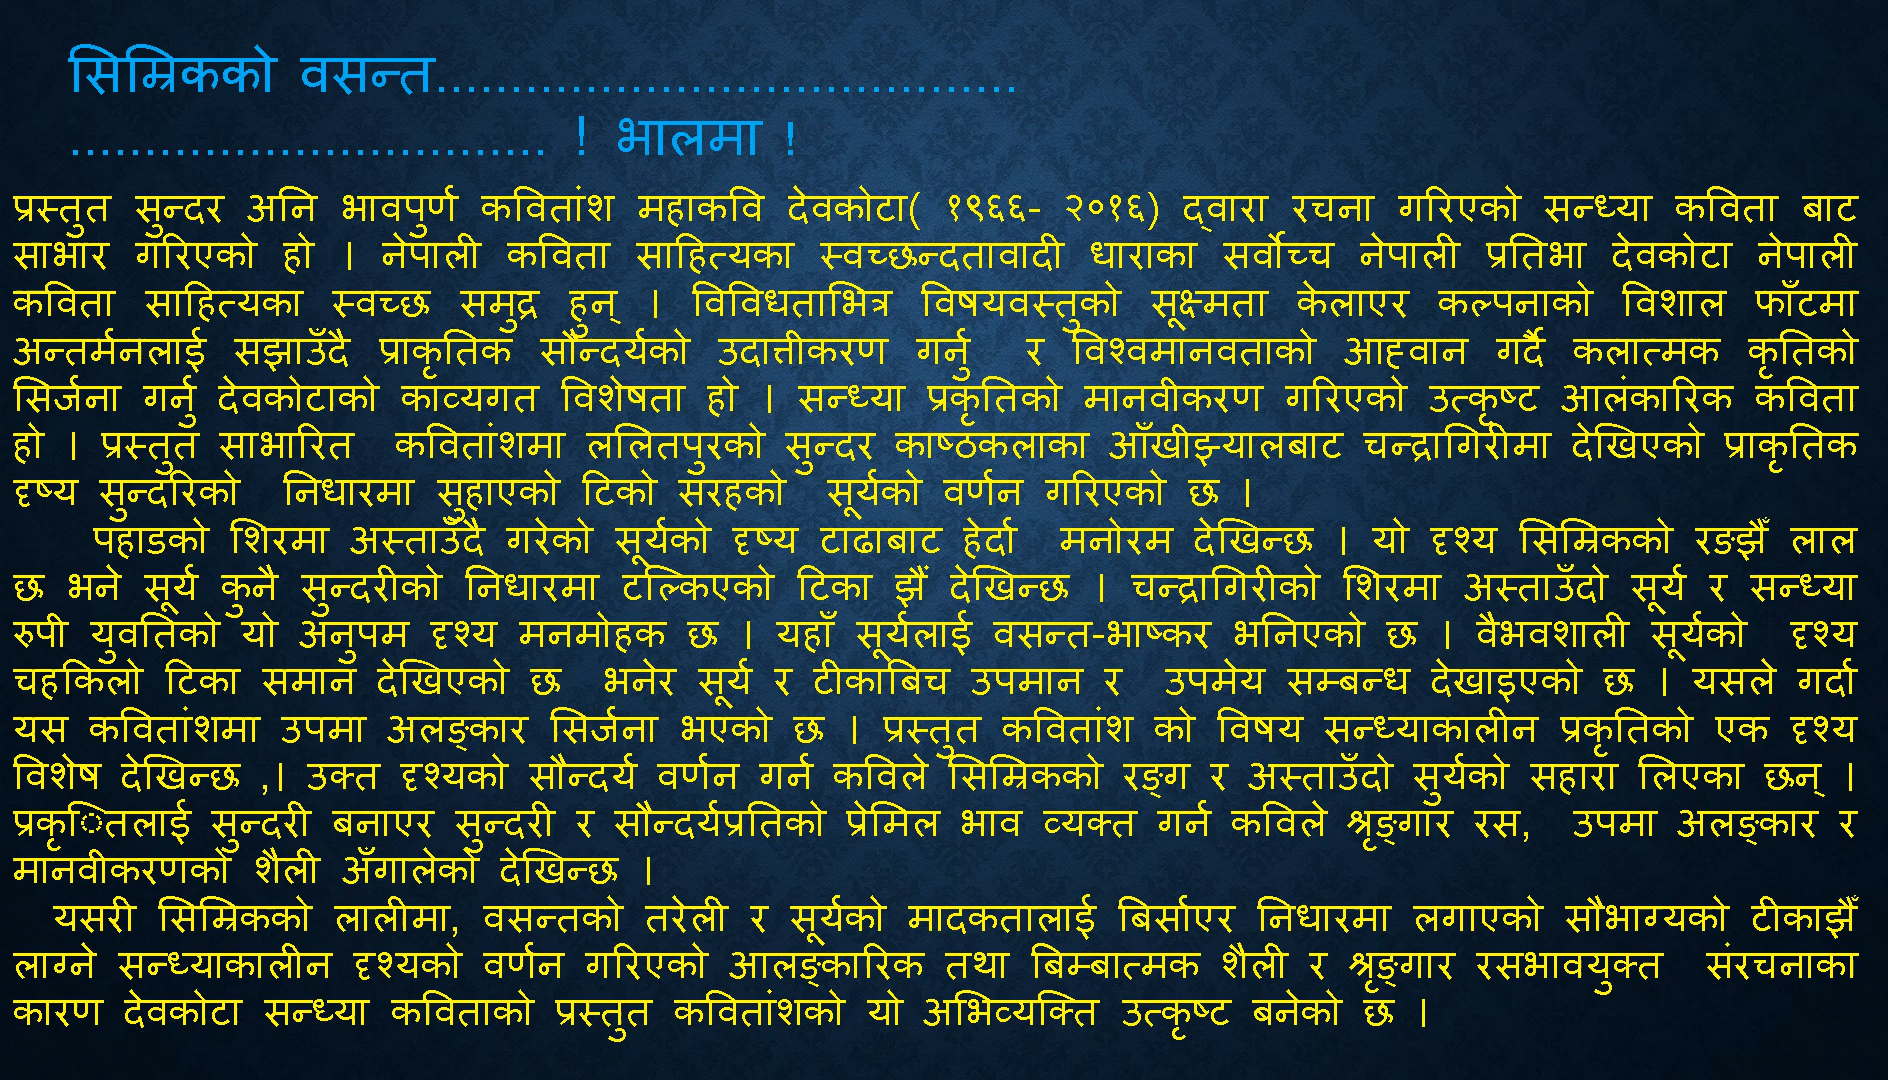 सिम्रिकको वसन्त.......................................
................................ ! भालमा !
प्रस्तुत सुन्दर अनि भावपुर्ण कवितांश महाकवि देवकोटा( १९६६- २०१६) द्वारा रचना गरिएको सन्ध्या कविता बाट
साभार गरिएको हो । नेपाली कविता साहित्यका स्वच्छन्दतावादी धाराका सर्वोच्च नेपाली प्रतिभा देवकोटा नेपाली
कविता साहित्यका स्वच्छ समुद्र हुन् । विविधताभित्र विषयवस्तुको सूक्ष्मता केलाएर कल्पनाको विशाल फाँटमा
अन्तर्मनलाई सझाउँदै प्राकृतिक सौन्दर्यको उदात्तीकरण गर्नु र विश्वमानवताको आह्वान गर्दै कलात्मक कृतिको
सिर्जना गर्नु देवकोटाको काव्यगत विशेषता हो । सन्ध्या प्रकृतिको मानवीकरण गरिएको उत्कृष्ट आलंकारिक कविता
हो । प्रस्तुत साभारित कवितांशमा ललितपुरको सुन्दर काष्ठकलाका आँखीझ्यालबाट चन्द्रागिरीमा देखिएको प्राकृतिक
दृष्य सुन्दरिको निधारमा सुहाएको टिको सरहको सूर्यको वर्णन गरिएको छ ।
पहाडको शिरमा अस्ताउँदै गरेको सूर्यको दृष्य टाढाबाट हेर्दा मनोरम देखिन्छ । यो दृश्य सिम्रिकको रङझैँ लाल
छ भने सूर्य कुनै सुन्दरीको निधारमा टल्किएको टिका झैं देखिन्छ । चन्द्रागिरीको शिरमा अस्ताउँदो सूर्य र सन्ध्या
रुपी युवतिको यो अनुपम दृश्य मनमोहक छ । यहाँ सूर्यलाई वसन्त-भाष्कर भनिएको छ । वैभवशाली सूर्यको दृश्य
चहकिलो टिका समान देखिएको छ भनेर सूर्य र टीकाबिच उपमान र उपमेय सम्बन्ध देखाइएको छ । यसले गर्दा
यस कवितांशमा उपमा अलङ्कार सिर्जना भएको छ । प्रस्तुत कवितांश को विषय सन्ध्याकालीन प्रकृतिको एक दृश्य
विशेष देखिन्छ ,। उक्त दृश्यको सौन्दर्य वर्णन गर्न कविले सिम्रिकको रङ्ग र अस्ताउँदो सुर्यको सहारा लिएका छन् ।
प्रकृितलाई सुन्दरी बनाएर सुन्दरी र सौन्दर्यप्रतिको प्रेमिल भाव व्यक्त गर्न कविले श्रृङ्गार रस, उपमा अलङ्कार र
मानवीकरणको शैली अँगालेको देखिन्छ ।
यसरी सिम्रिकको लालीमा, वसन्तको तरेली र सूर्यको मादकतालाई बिर्साएर निधारमा लगाएको सौभाग्यको टीकाझैँ
लाग्ने सन्ध्याकालीन दृश्यको वर्णन गरिएको आलङ्कारिक तथा बिम्बात्मक शैली र श्रृङ्गार रसभावयुक्त संरचनाका
कारण देवकोटा सन्ध्या कविताको प्रस्तुत कवितांशको यो अभिव्यक्ति उत्कृष्ट बनेको छ ।